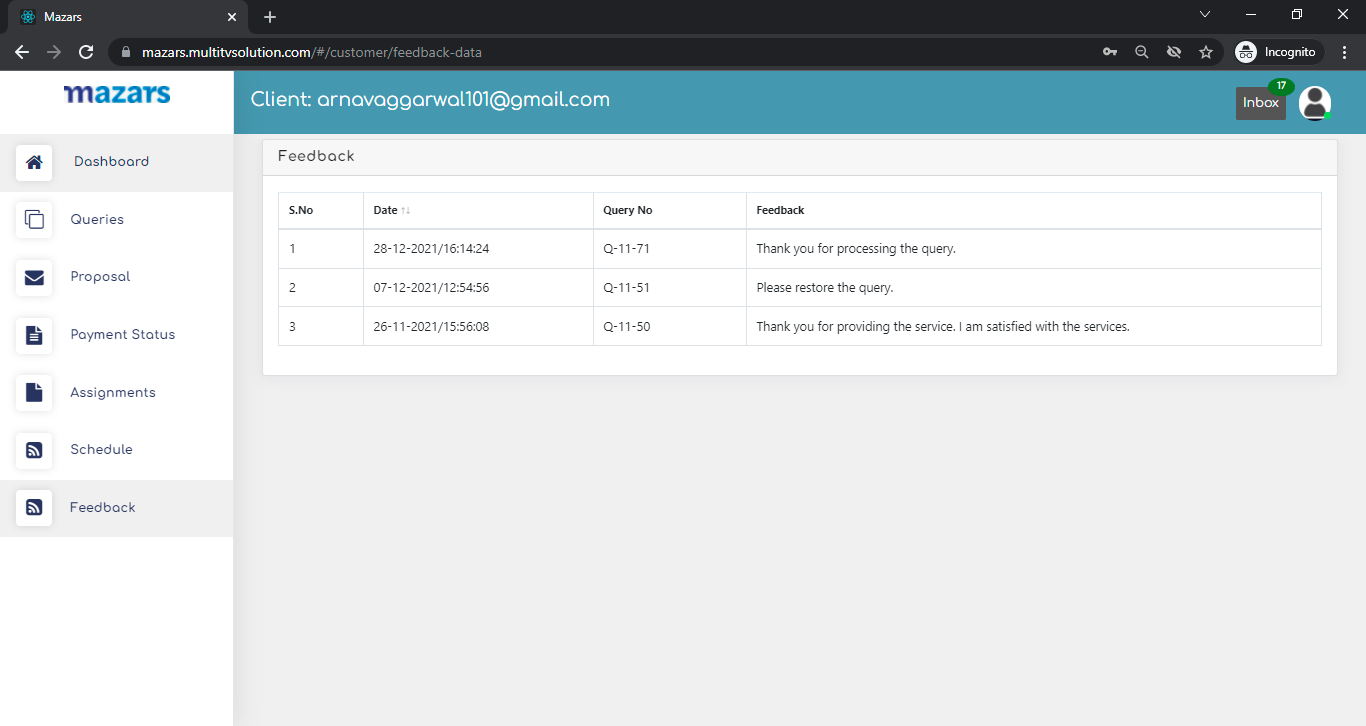 Mazars
mazars.multitvsolution.com/#/customer/feedback-data
Incognito
mazars
Client: arnavaggarwal101@gmail.com
17
Inbox
Dashboard
Queries
Proposal
Payment Status
Assignments
Schedule
Feedback
Feedback
S.No Date ↑↓ Query No Feedback
1 28-12-2021/16:14:24 Q-11-71 Thank you for processing the query.
2 07-12-2021/12:54:56 Q-11-51 Please restore the query.
3 26-11-2021/15:56:08 Q-11-50 Thank you for providing the service. I am satisfied with the services.